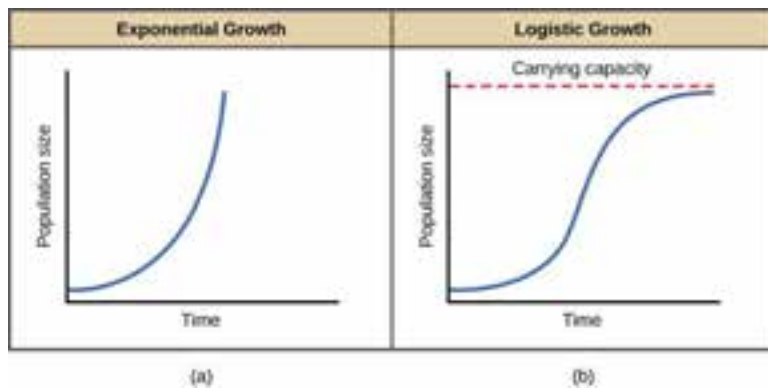 Exponential Growth
Logistic Growth
Population size
Time
Carrying capacity
Population size
Time
(a)
(b)